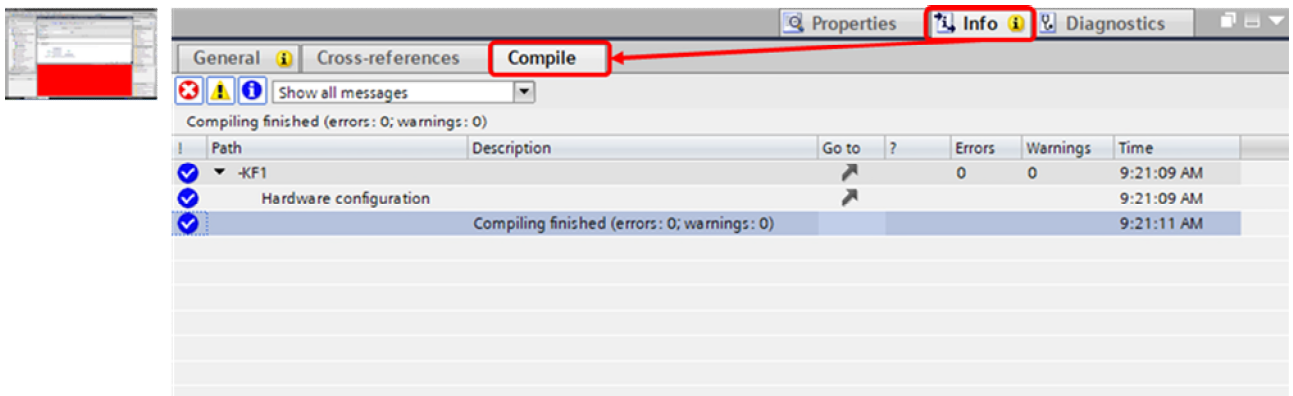 Properties Info Diagnostics
General Cross-references Compile
Show all messages
Compiling finished (errors: 0; warnings: 0)
! Path Description Go to ? Errors Warnings Time
-KF1 0 0 9:21:09 AM
Hardware configuration 9:21:09 AM
Compiling finished (errors: 0; warnings: 0) 9:21:11 AM